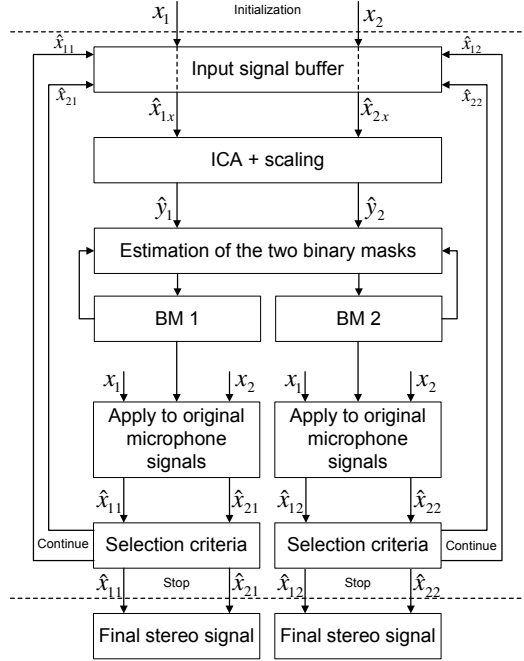 x₁ Initialization x₂
x̂₁₁ x̂₁₂
Input signal buffer
x̂₂₁ x̂₂₂
x̂₁ₓ x̂₂ₓ
ICA + scaling
ŷ₁ ŷ₂
Estimation of the two binary masks
BM 1 BM 2
x₁ x₂ x₁ x₂
Apply to original Apply to original
microphone microphone
signals signals
x̂₁₁ x̂₂₁ x̂₁₂ x̂₂₂
Continue Selection criteria Selection criteria Continue
x̂₁₁ Stop x̂₂₁ x̂₁₂ Stop x̂₂₂
Final stereo signal Final stereo signal